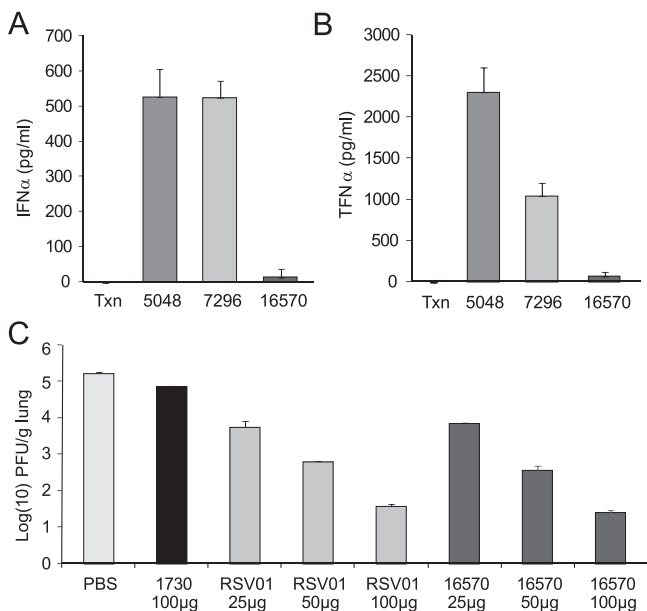 A
IFNα (pg/ml)
700
600
500
400
300
200
100
0
Txn 5048 7296 16570
B
TFNα (pg/ml)
3000
2500
2000
1500
1000
500
0
Txn 5048 7296 16570
C
Log(10) PFU/g lung
6
5
4
3
2
1
0
PBS 1730 RSV01 RSV01 RSV01 16570 16570 16570
100µg 25µg 50µg 100µg 25µg 50µg 100µg